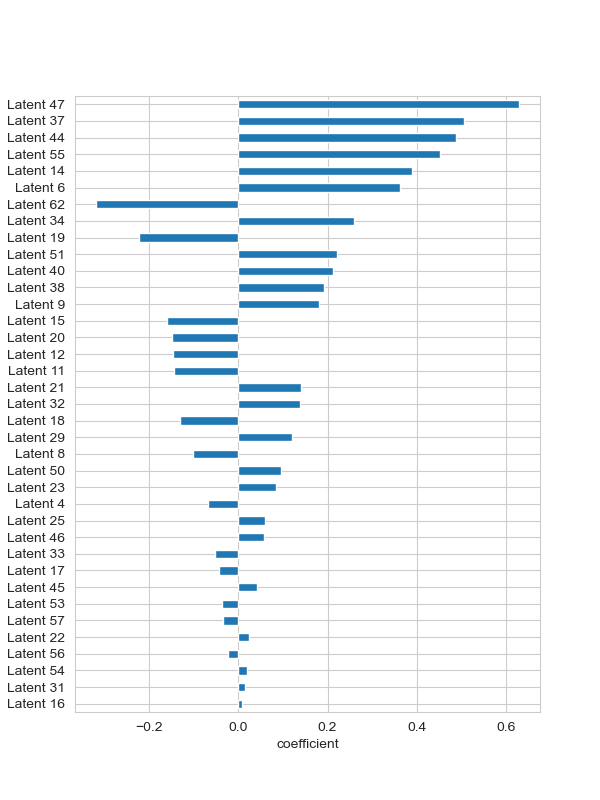 Latent 47
Latent 37
Latent 44
Latent 55
Latent 14
Latent 6
Latent 62
Latent 34
Latent 19
Latent 51
Latent 40
Latent 38
Latent 9
Latent 15
Latent 20
Latent 12
Latent 11
Latent 21
Latent 32
Latent 18
Latent 29
Latent 8
Latent 50
Latent 23
Latent 4
Latent 25
Latent 46
Latent 33
Latent 17
Latent 45
Latent 53
Latent 57
Latent 22
Latent 56
Latent 54
Latent 31
Latent 16
−0.2 0.0 0.2 0.4 0.6
coefficient